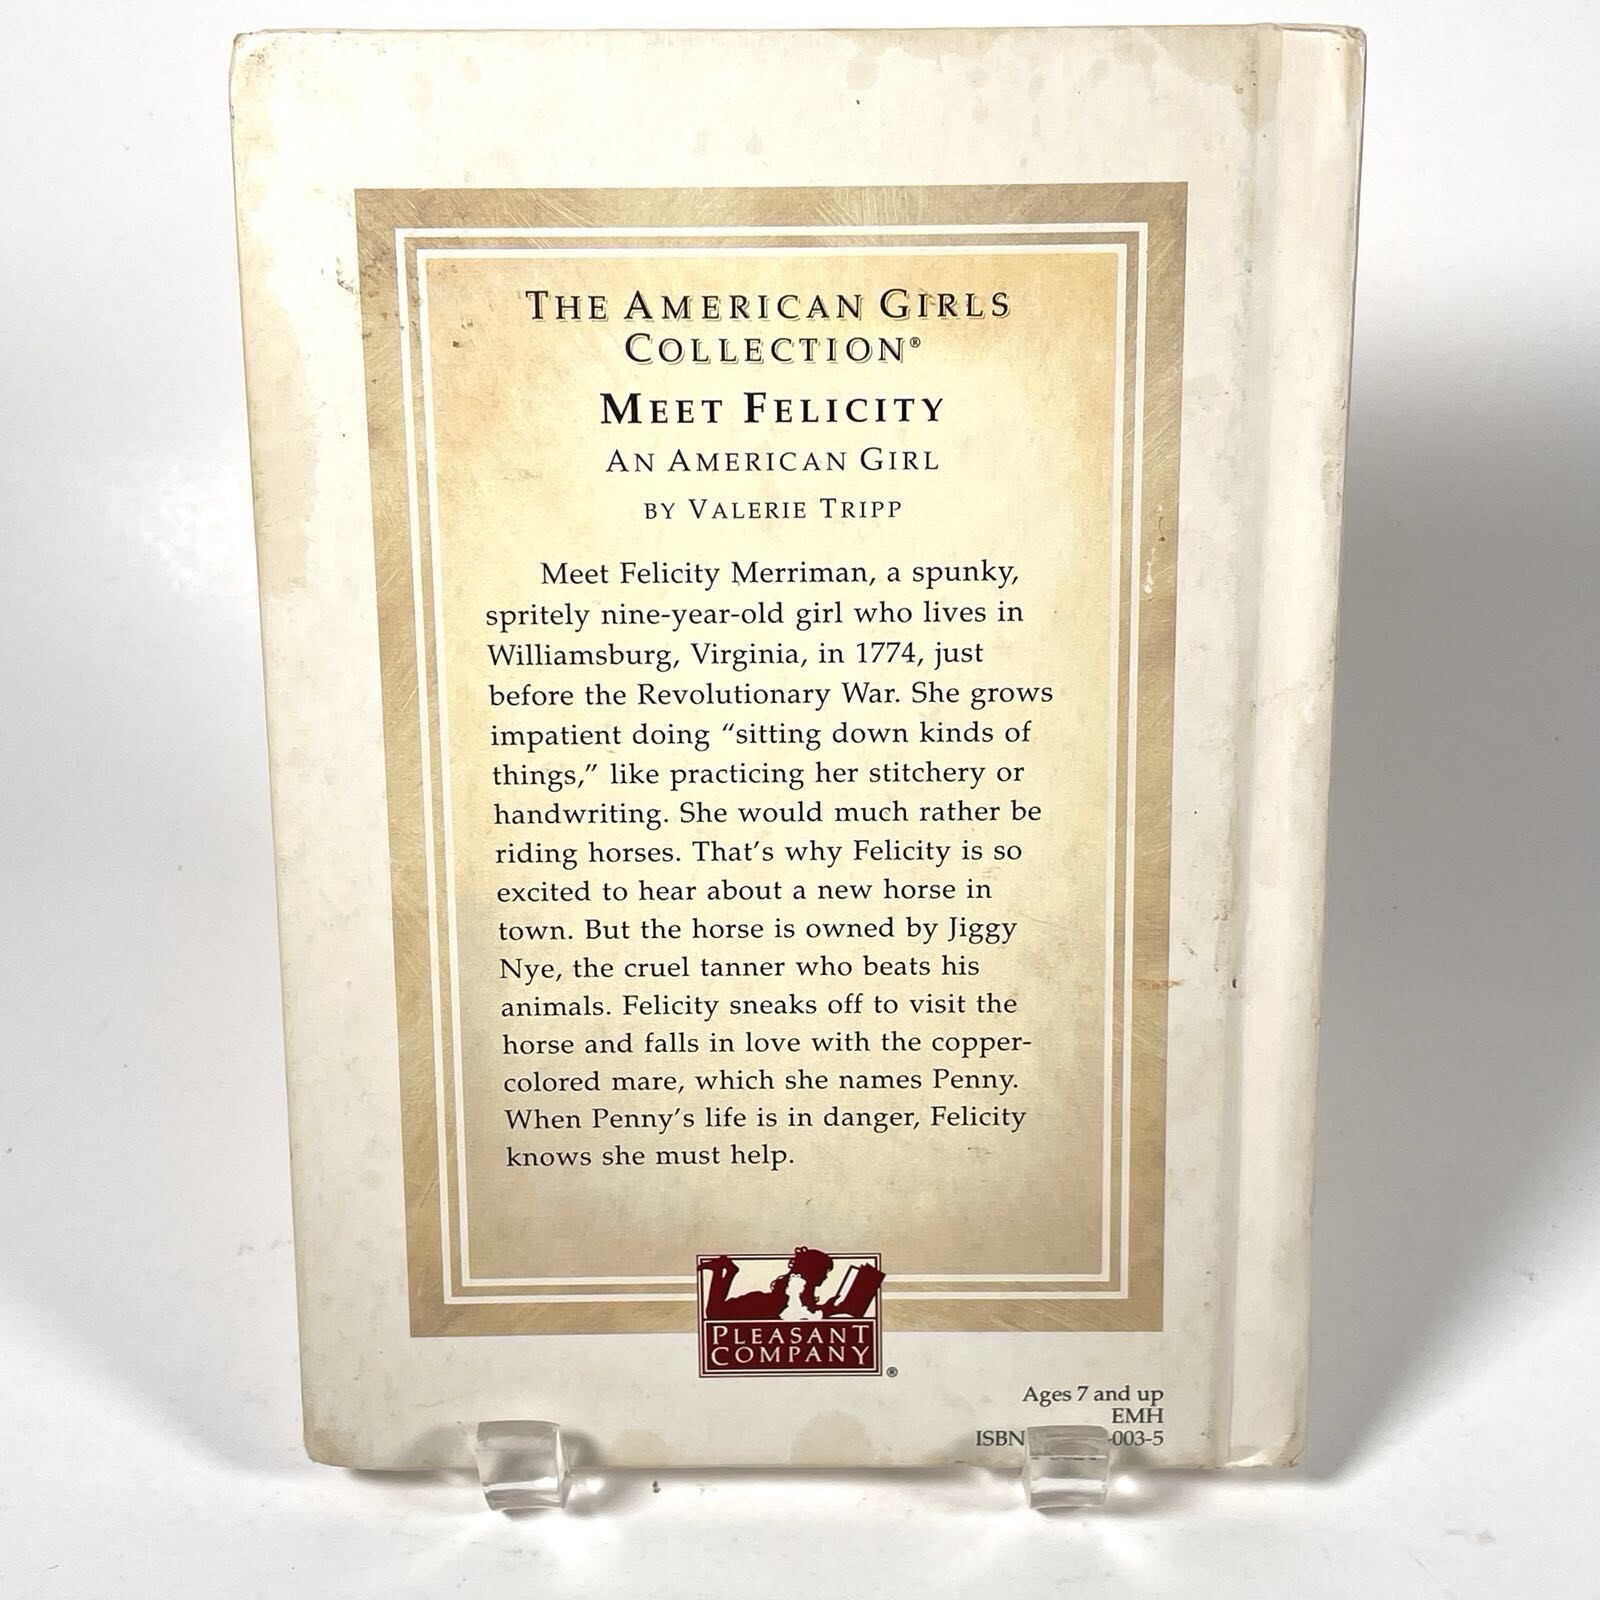 THE AMERICAN GIRLS
COLLECTION®
MEET FELICITY
AN AMERICAN GIRL
BY VALERIE TRIPP
Meet Felicity Merriman, a spunky,
spritely nine-year-old girl who lives in
Williamsburg, Virginia, in 1774, just
before the Revolutionary War. She grows
impatient doing “sitting down kinds of
things,” like practicing her stitchery or
handwriting. She would much rather be
riding horses. That’s why Felicity is so
excited to hear about a new horse in
town. But the horse is owned by Jiggy
Nye, the cruel tanner who beats his
animals. Felicity sneaks off to visit the
horse and falls in love with the copper-
colored mare, which she names Penny.
When Penny’s life is in danger, Felicity
knows she must help.
PLEASANT
COMPANY®
Ages 7 and up
EMH
ISBN -003-5